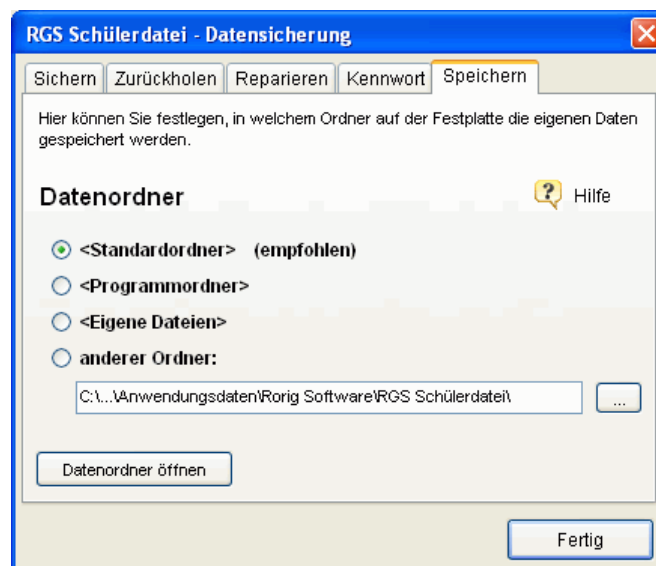 RGS Schülerdatei - Datensicherung
Sichern Zurückholen Reparieren Kennwort Speichern
Hier können Sie festlegen, in welchem Ordner auf der Festplatte die eigenen Daten
gespeichert werden.
Datenordner
Hilfe
<Standardordner> (empfohlen)
<Programmordner>
<Eigene Dateien>
anderer Ordner:
C:\...\Anwendungsdaten\Rorig Software\RGS Schülerdatei\
...
Datenordner öffnen
Fertig